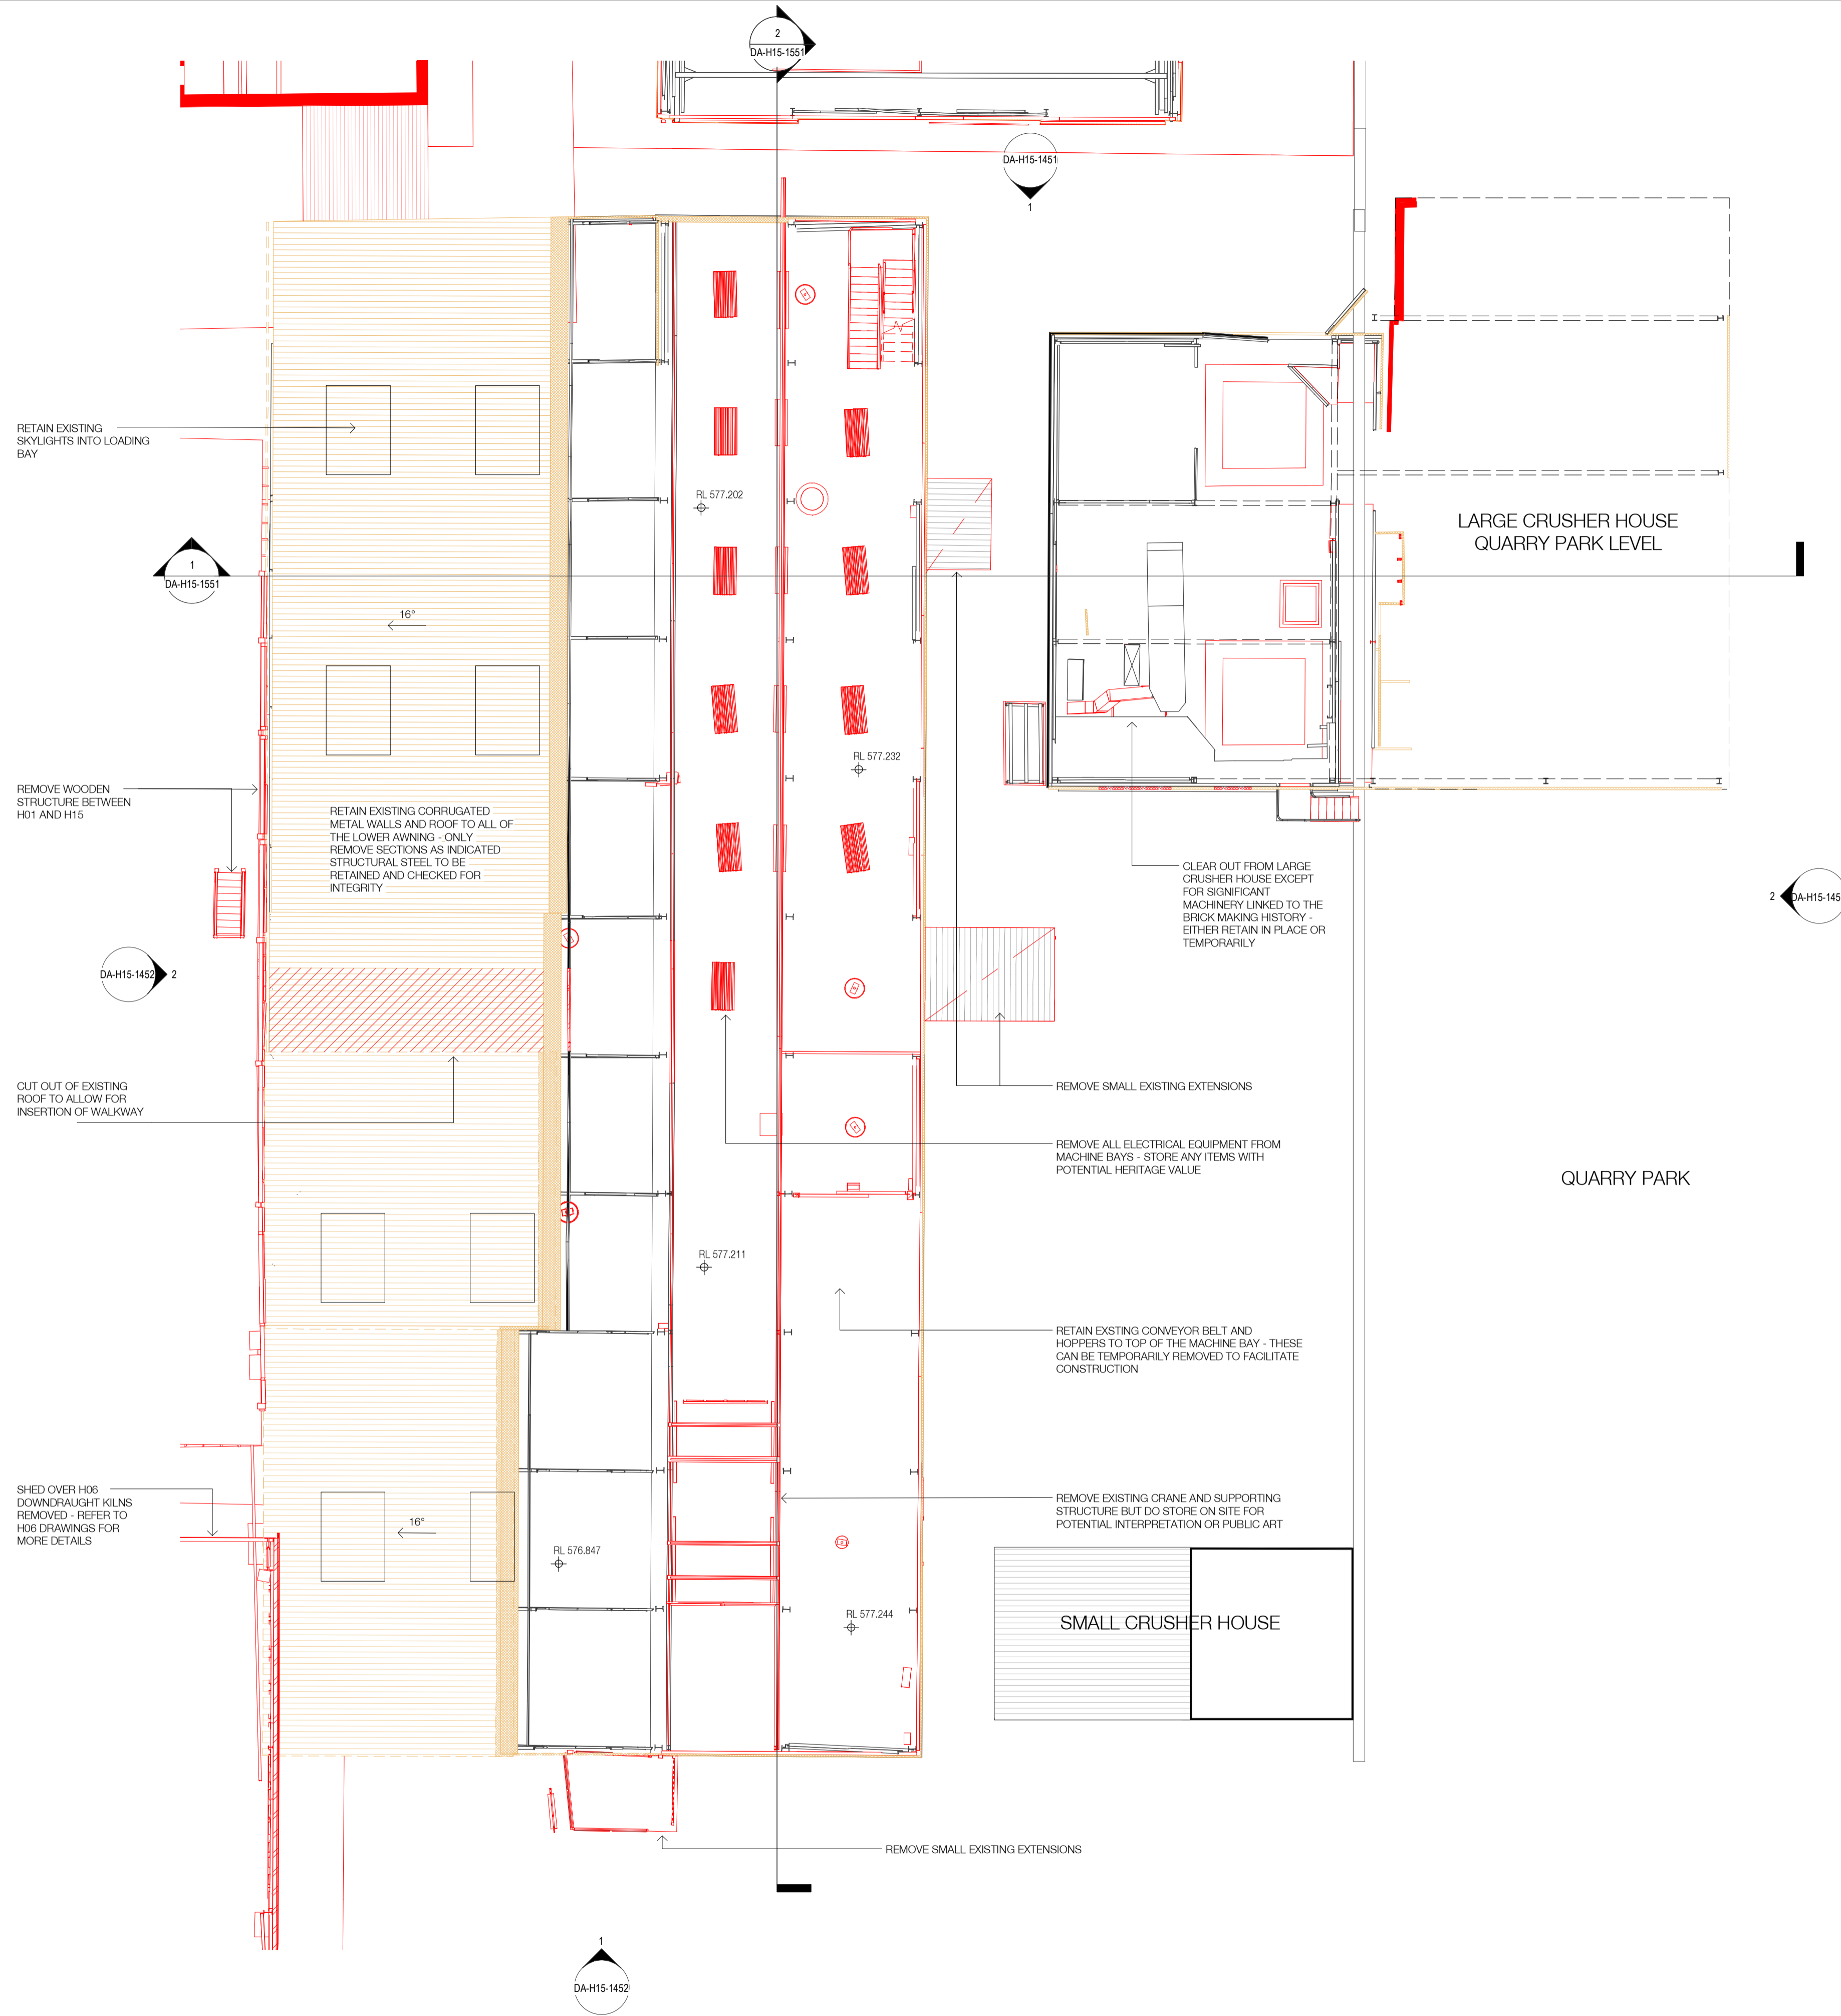 2
DA-H15-1551
DA-H15-1451
1
RETAIN EXISTING
SKYLIGHTS INTO LOADING
BAY
RL 577.202
LARGE CRUSHER HOUSE
QUARRY PARK LEVEL
1
DA-H15-1551
16°
RL 577.232
REMOVE WOODEN
STRUCTURE BETWEEN
H01 AND H15
RETAIN EXISTING CORRUGATED
METAL WALLS AND ROOF TO ALL OF
THE LOWER AWNING - ONLY
REMOVE SECTIONS AS INDICATED
STRUCTURAL STEEL TO BE
RETAINED AND CHECKED FOR
INTEGRITY
CLEAR OUT FROM LARGE
CRUSHER HOUSE EXCEPT
FOR SIGNIFICANT
MACHINERY LINKED TO THE
BRICK MAKING HISTORY -
EITHER RETAIN IN PLACE OR
TEMPORARILY
2
DA-H15-145
DA-H15-1452
2
CUT OUT OF EXISTING
ROOF TO ALLOW FOR
INSERTION OF WALKWAY
REMOVE SMALL EXISTING EXTENSIONS
REMOVE ALL ELECTRICAL EQUIPMENT FROM
MACHINE BAYS - STORE ANY ITEMS WITH
POTENTIAL HERITAGE VALUE
QUARRY PARK
RL 577.211
RETAIN EXSTING CONVEYOR BELT AND
HOPPERS TO TOP OF THE MACHINE BAY - THESE
CAN BE TEMPORARILY REMOVED TO FACILITATE
CONSTRUCTION
SHED OVER H06
DOWNDRAUGHT KILNS
REMOVED - REFER TO
H06 DRAWINGS FOR
MORE DETAILS
16°
REMOVE EXISTING CRANE AND SUPPORTING
STRUCTURE BUT DO STORE ON SITE FOR
POTENTIAL INTERPRETATION OR PUBLIC ART
RL 576.847
RL 577.244
SMALL CRUSHER HOUSE
REMOVE SMALL EXISTING EXTENSIONS
1
DA-H15-1452